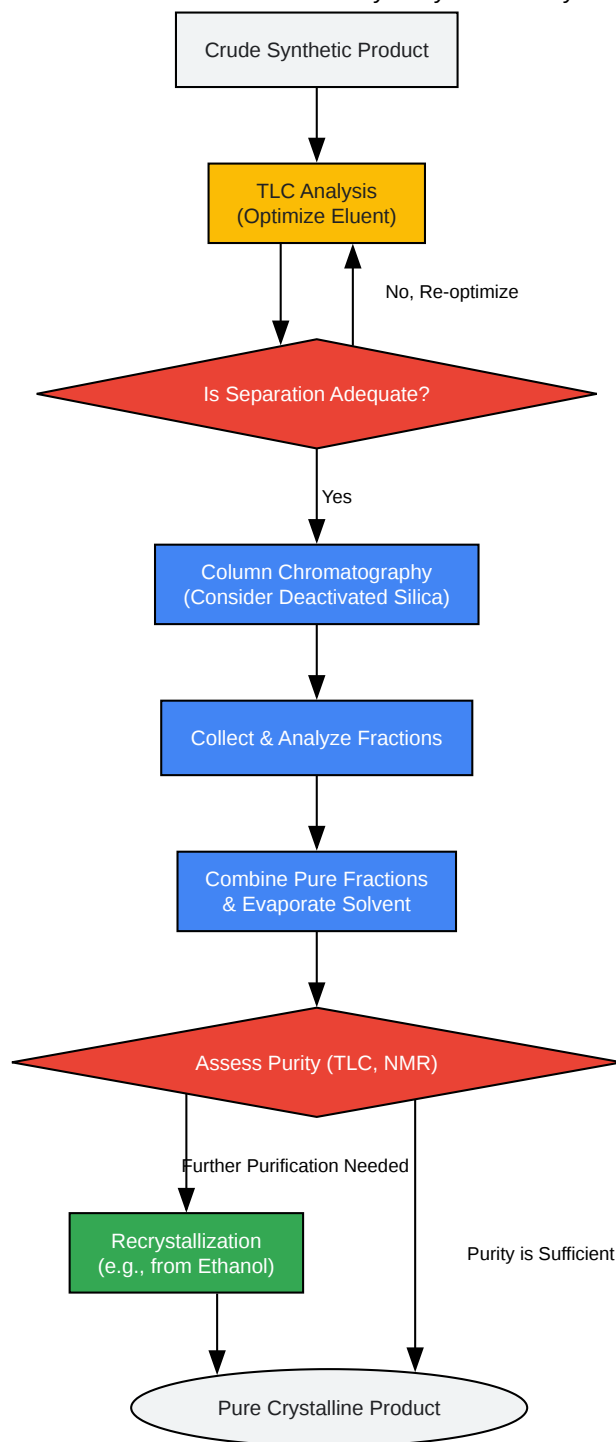 Crude Synthetic Product
TLC Analysis
(Optimize Eluent)
No, Re-optimize
Is Separation Adequate?
Yes
Column Chromatography
(Consider Deactivated Silica)
Collect & Analyze Fractions
Combine Pure Fractions
& Evaporate Solvent
Assess Purity (TLC, NMR)
Further Purification Needed
Recrystallization
(e.g., from Ethanol)
Purity is Sufficient
Pure Crystalline Product